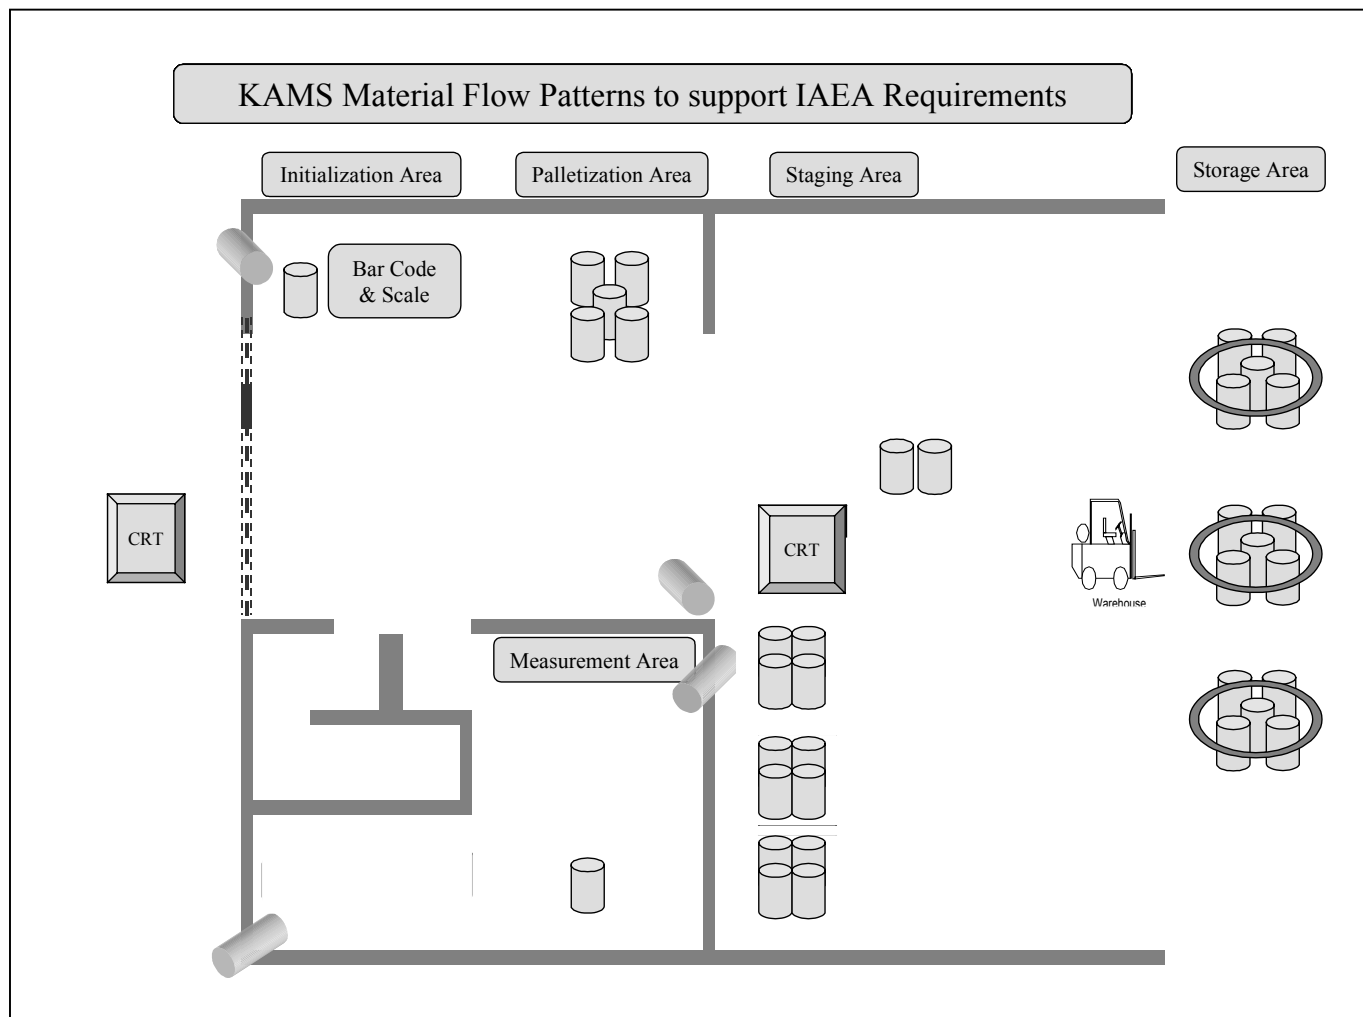 KAMS Material Flow Patterns to support IAEA Requirements
Initialization Area
Palletization Area
Staging Area
Storage Area
Bar Code
& Scale
CRT
CRT
Warehouse
Measurement Area